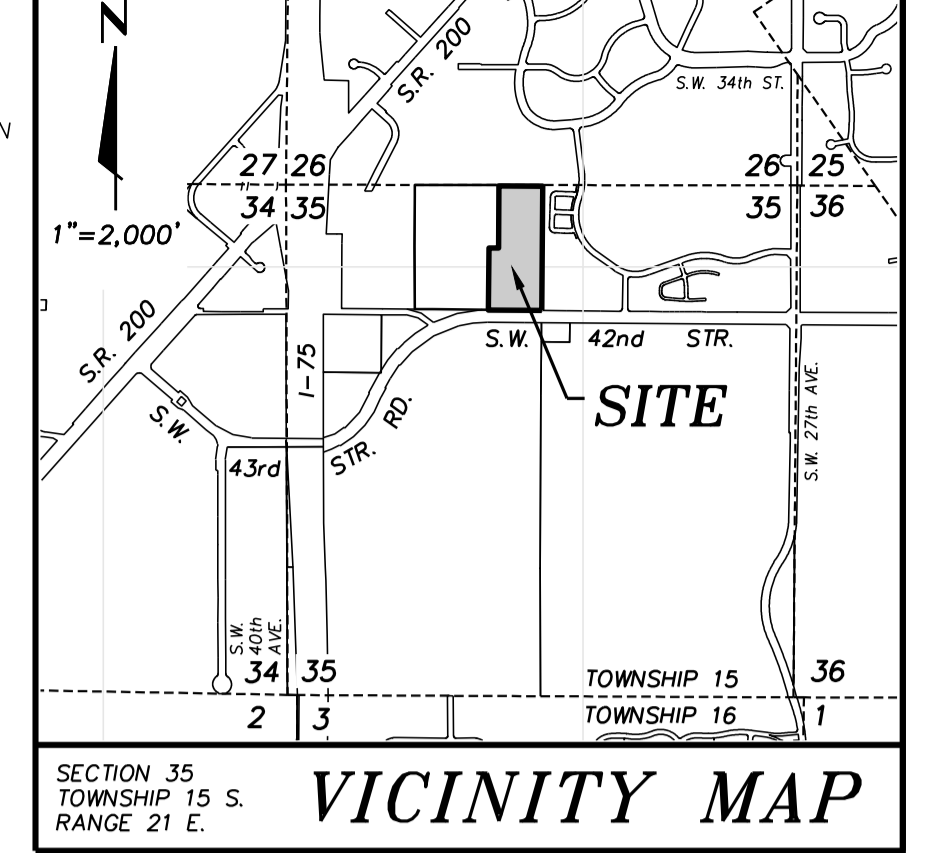 N
S.R. 200
S.W. 34th ST.
N
27 26
26 25
34 35
35 36
1"=2,000'
S.R. 200
I-75
S.W. 42nd STR.
SITE
S.W. 43rd STR. RD.
S.W. 27th AVE.
S.W.
40th
AVE.
34 35
36
TOWNSHIP 15
2 3
TOWNSHIP 16
1
SECTION 35
TOWNSHIP 15 S.
RANGE 21 E.
VICINITY MAP